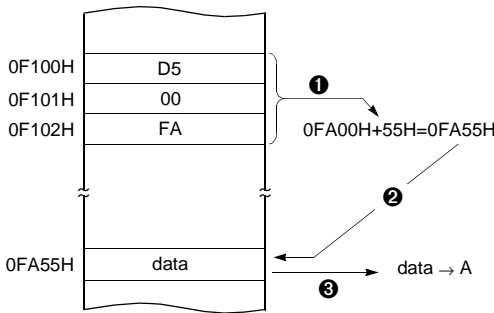 0F100H D5
0F101H 00 ❶
0F102H FA 0FA00H+55H=0FA55H
❷
0FA55H data data → A
❸